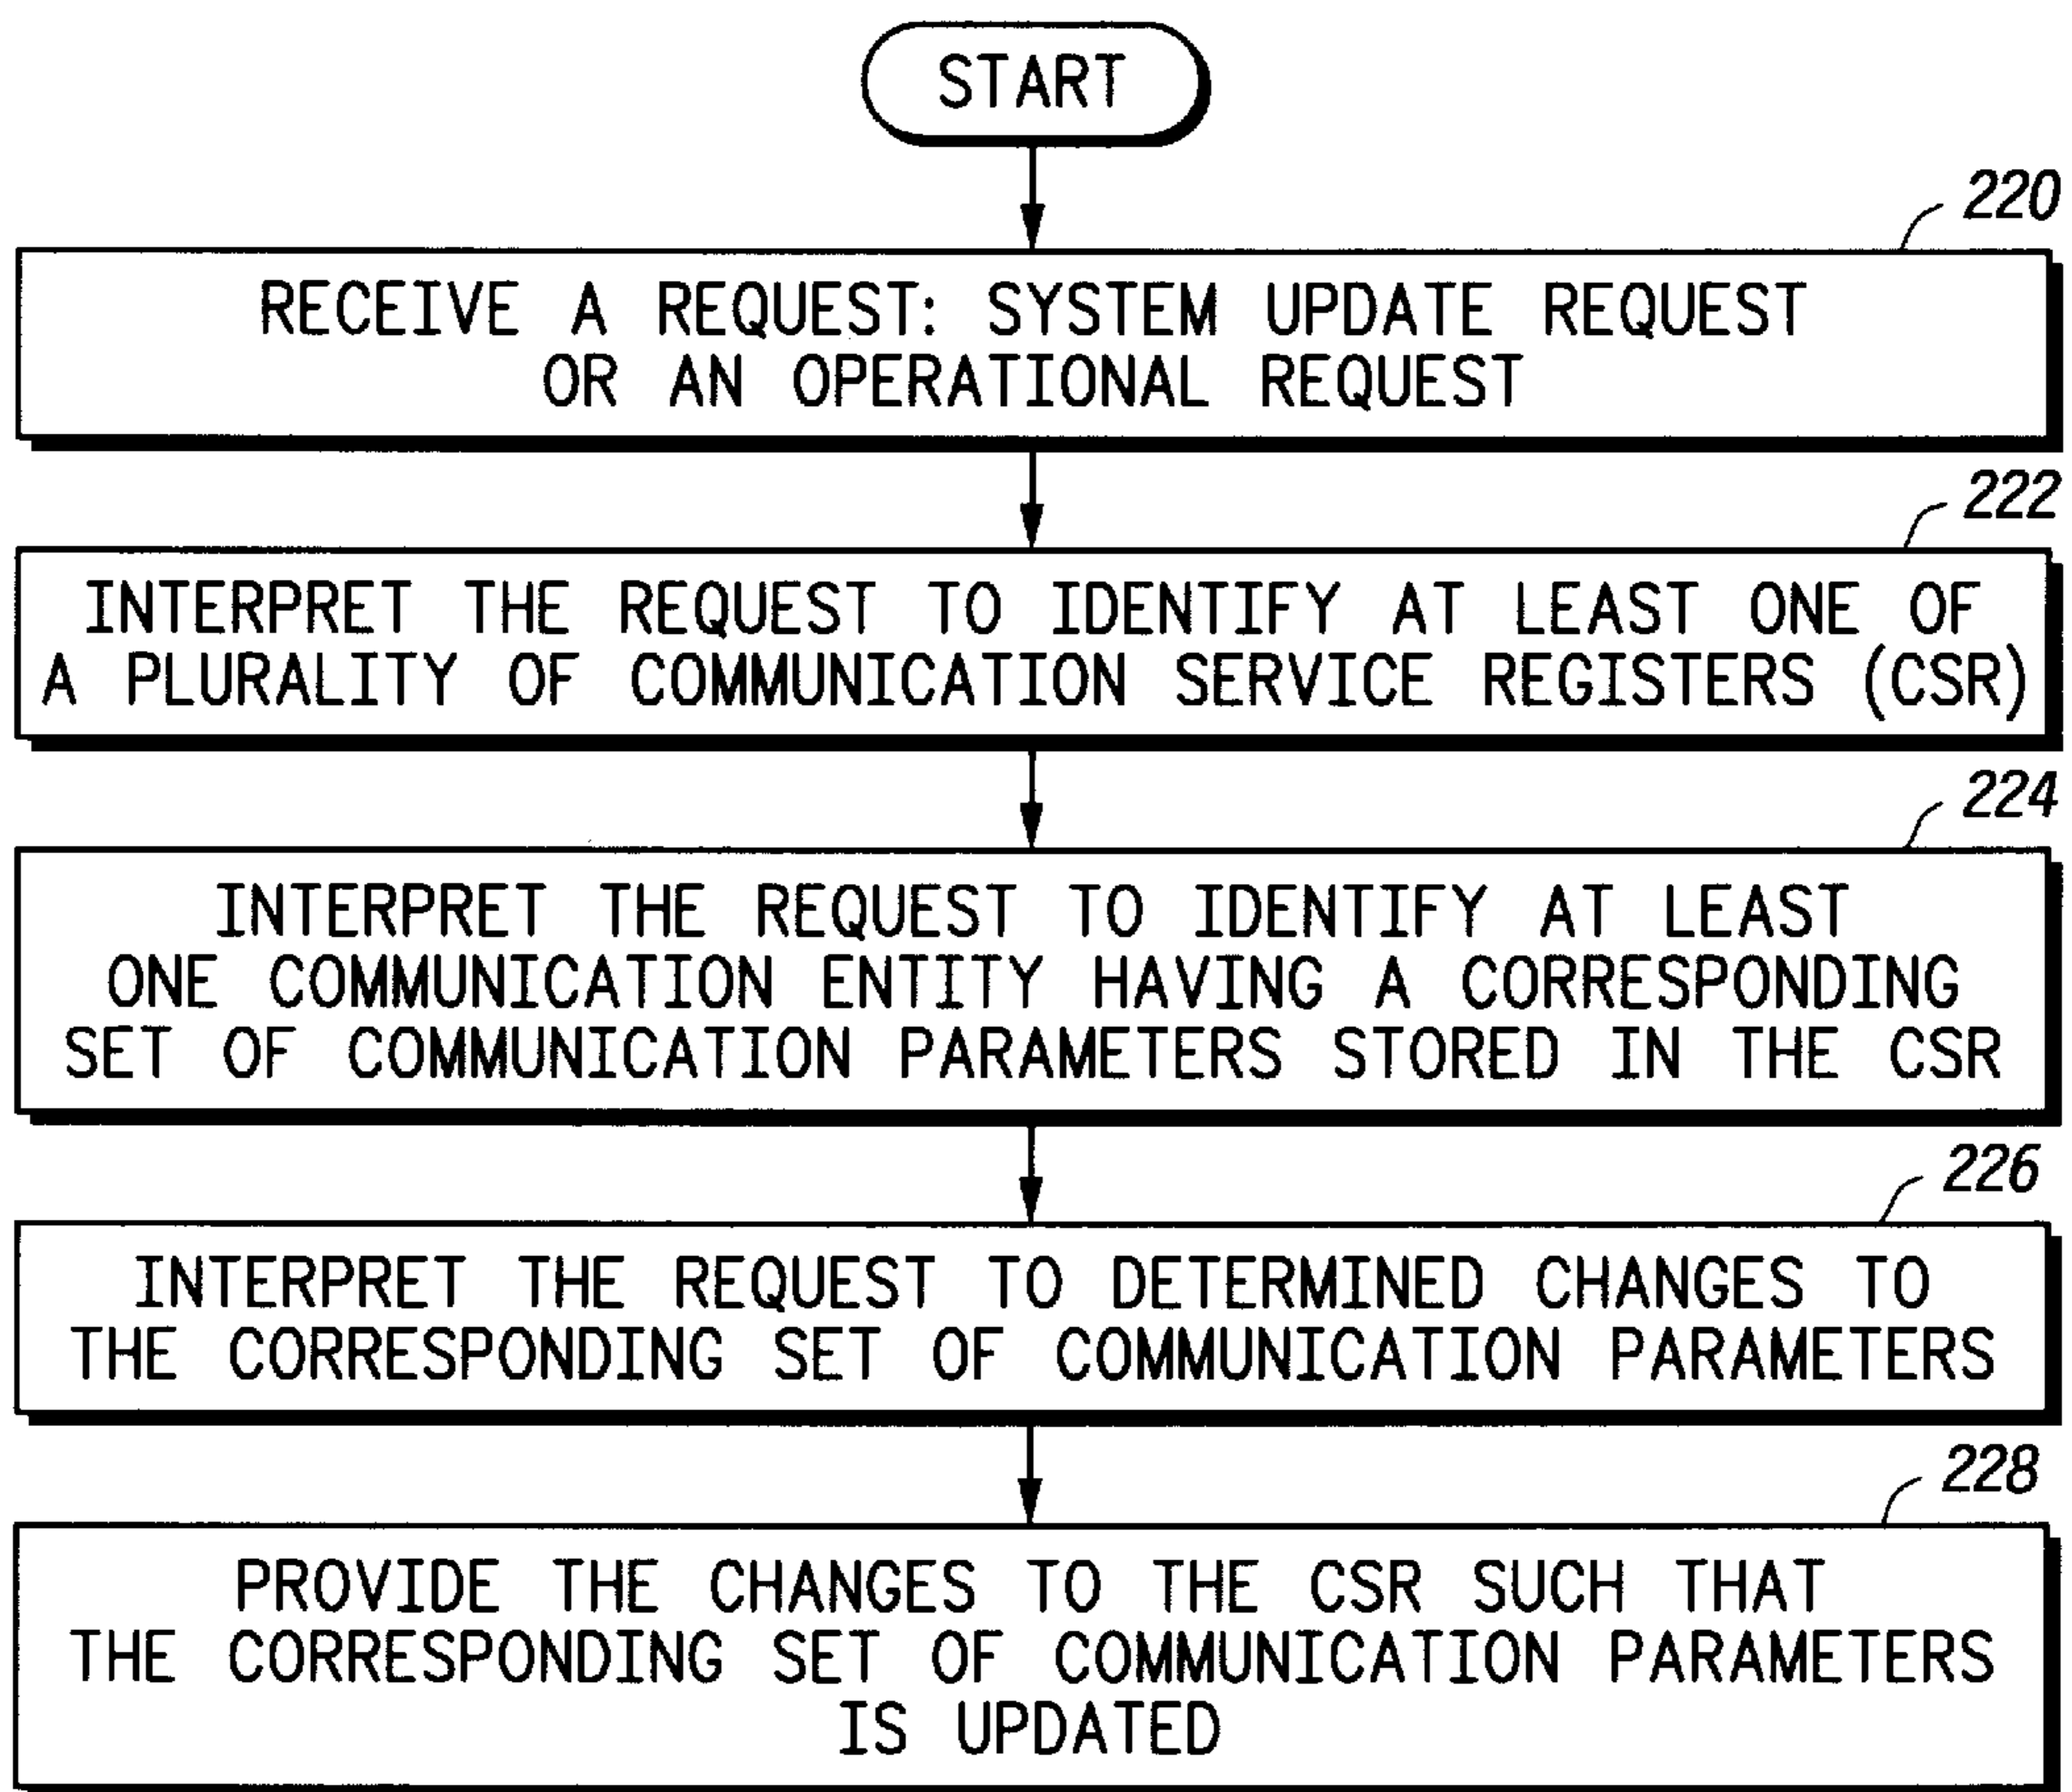 START
220
RECEIVE A REQUEST: SYSTEM UPDATE REQUEST
OR AN OPERATIONAL REQUEST
222
INTERPRET THE REQUEST TO IDENTIFY AT LEAST ONE OF
A PLURALITY OF COMMUNICATION SERVICE REGISTERS (CSR)
224
INTERPRET THE REQUEST TO IDENTIFY AT LEAST
ONE COMMUNICATION ENTITY HAVING A CORRESPONDING
SET OF COMMUNICATION PARAMETERS STORED IN THE CSR
226
INTERPRET THE REQUEST TO DETERMINED CHANGES TO
THE CORRESPONDING SET OF COMMUNICATION PARAMETERS
228
PROVIDE THE CHANGES TO THE CSR SUCH THAT
THE CORRESPONDING SET OF COMMUNICATION PARAMETERS
IS UPDATED